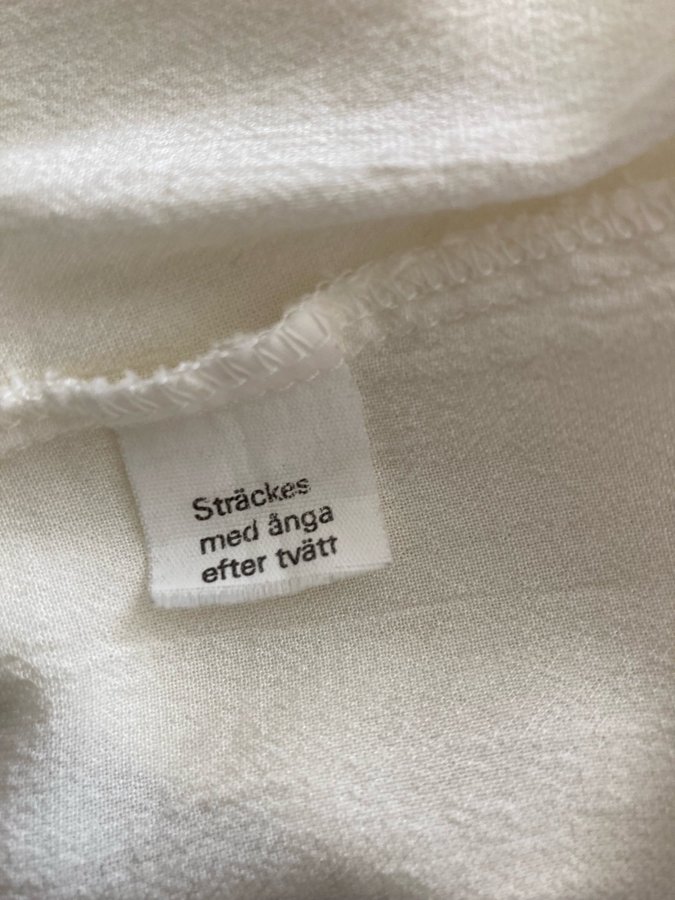 Sträckes
med ånga
efter tvätt